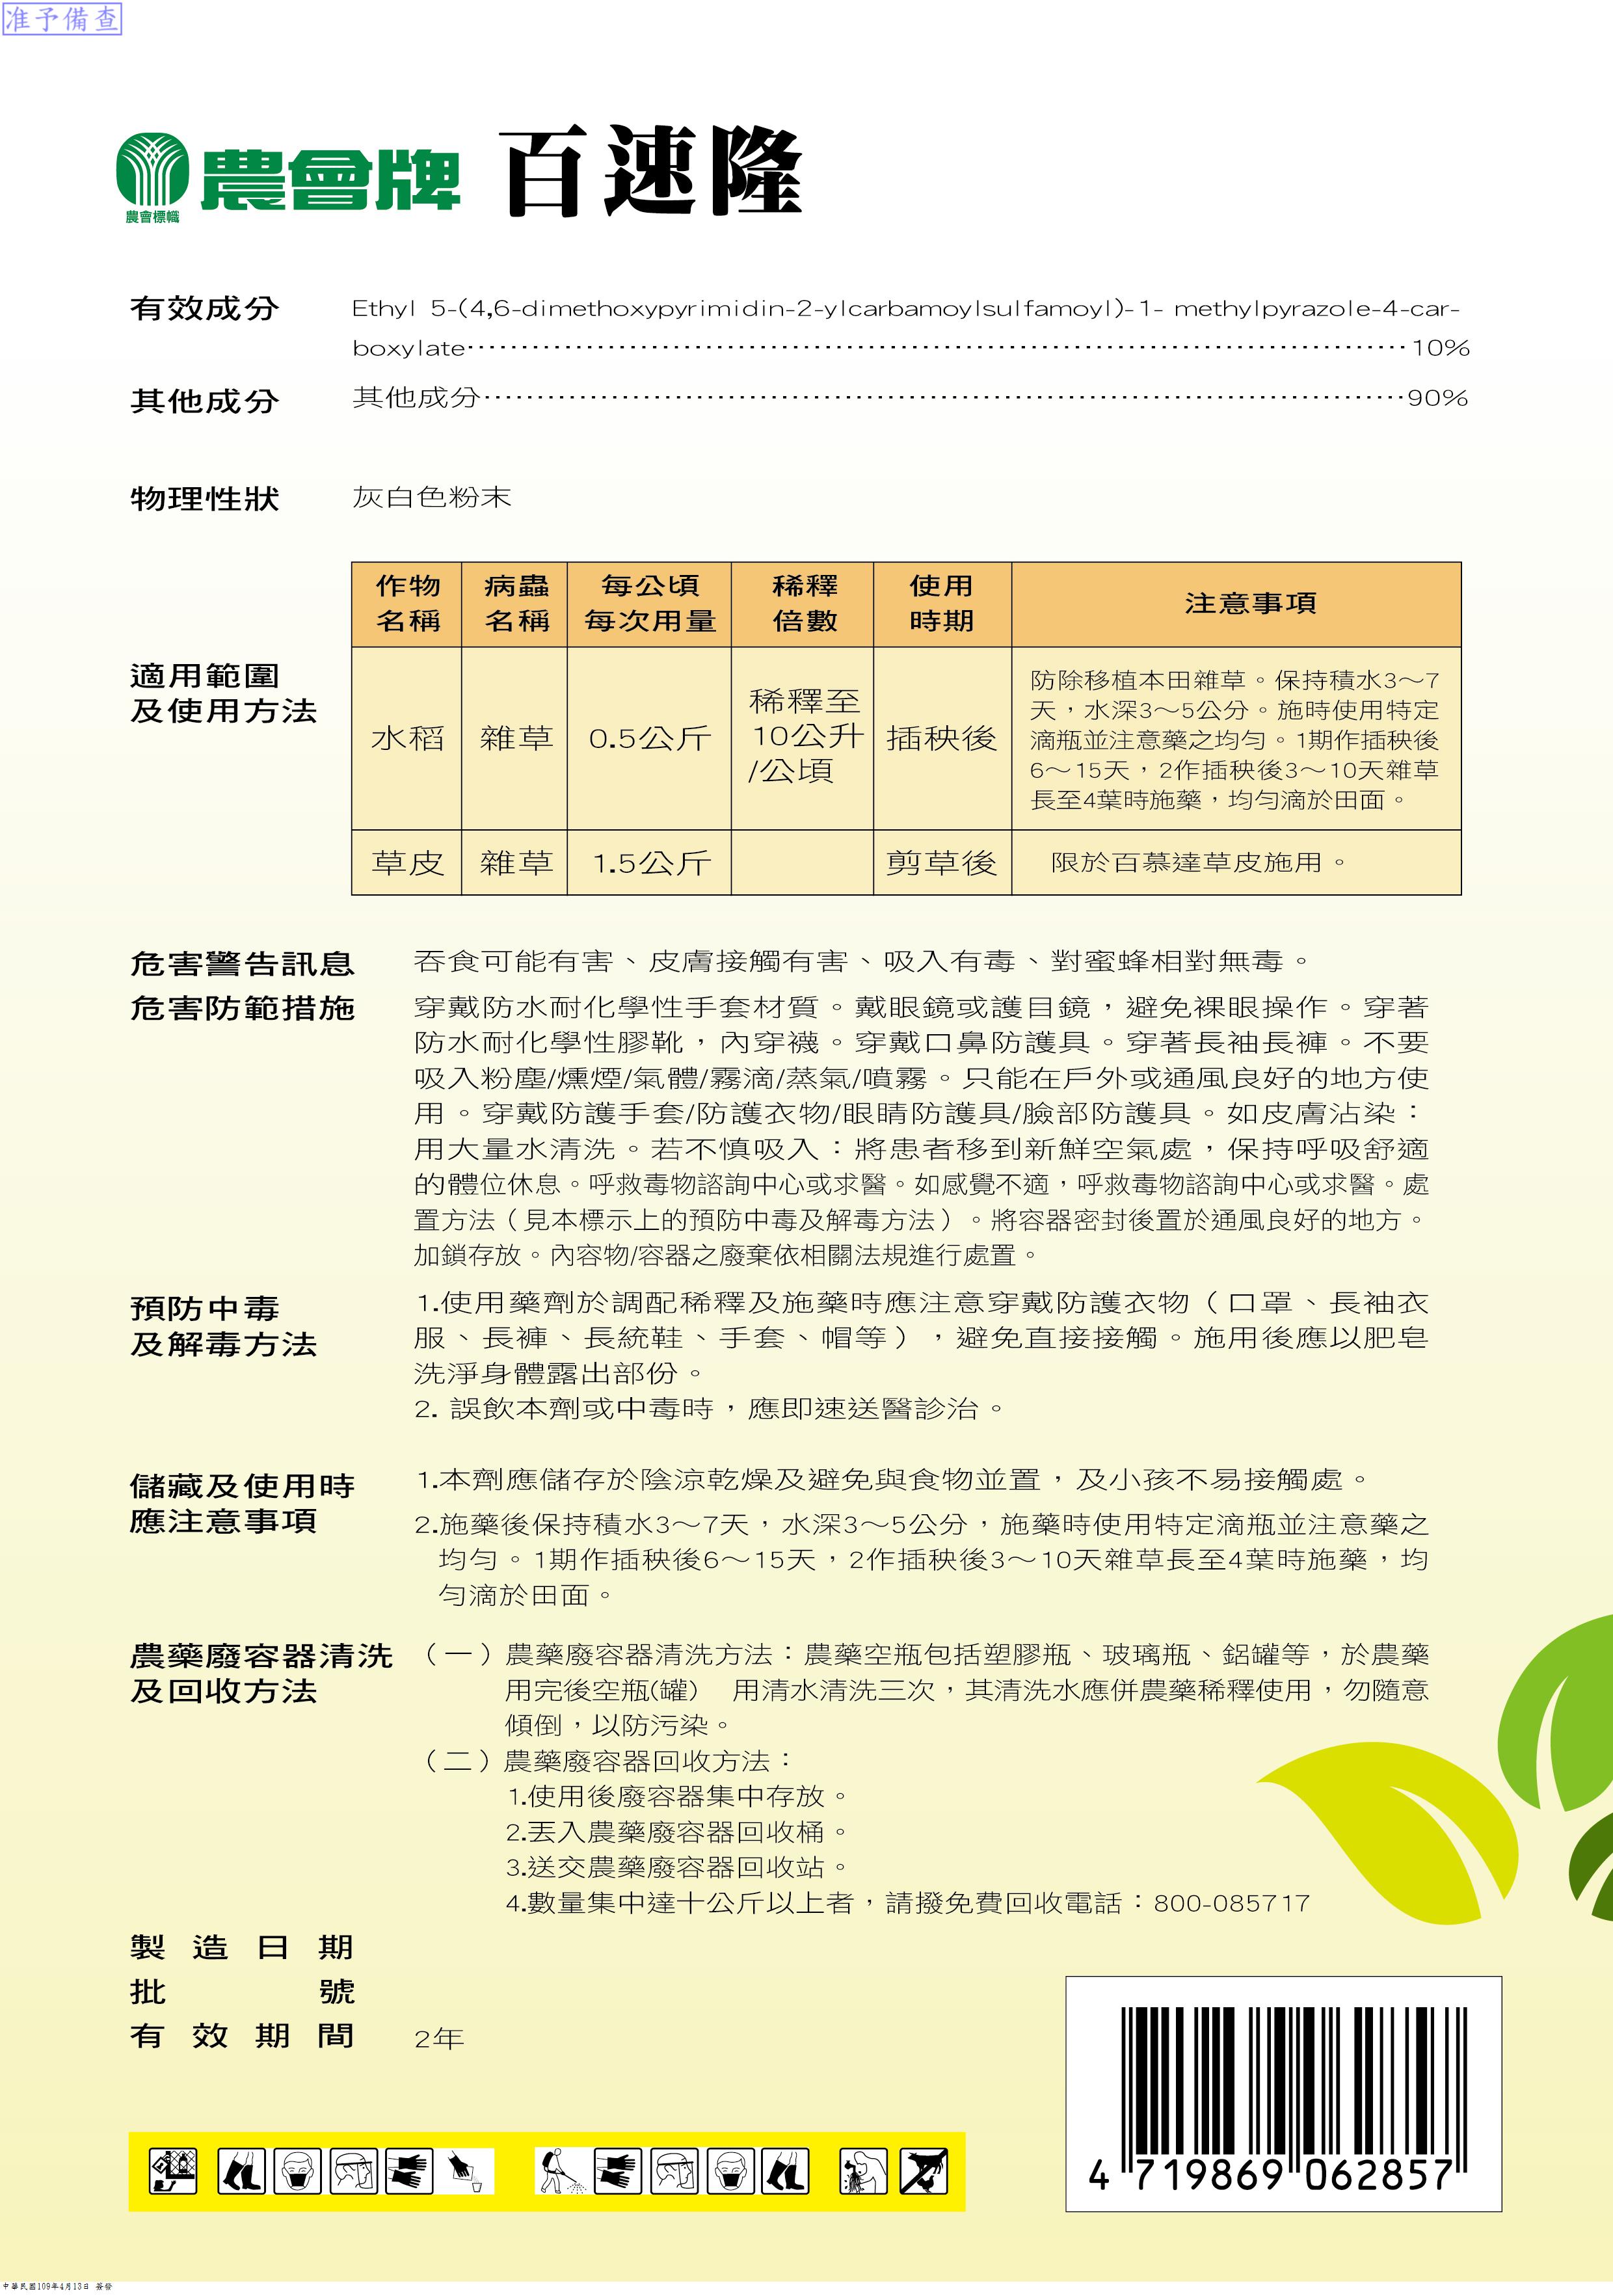 准予備查
農會標幟
農會牌 百速隆
有效成分 Ethyl 5-(4,6-dimethoxypyrimidin-2-ylcarbamoylsulfamoyl)-1- methylpyrazole-4-car-
boxylate 10%
其他成分 其他成分 90%
物理性狀 灰白色粉末
適用範圍
及使用方法
作物名稱 病蟲名稱 每公頃每次用量 稀釋倍數 使用時期 注意事項
水稻 雜草 0.5公斤 稀釋至10公升/公頃 插秧後
防除移植本田雜草。保持積水3～7
天,水深3～5公分。施時使用特定
滴瓶並注意藥之均勻。1期作插秧後
6～15天,2作插秧後3～10天雜草
長至4葉時施藥,均勻滴於田面。
草皮 雜草 1.5公斤 剪草後 限於百慕達草皮施用。
危害警告訊息 吞食可能有害、皮膚接觸有害、吸入有毒、對蜜蜂相對無毒。
危害防範措施 穿戴防水耐化學性手套材質。戴眼鏡或護目鏡,避免裸眼操作。穿著
防水耐化學性膠靴,內穿襪。穿戴口鼻防護具。穿著長袖長褲。不要
吸入粉塵/燻煙/氣體/霧滴/蒸氣/噴霧。只能在戶外或通風良好的地方使
用。穿戴防護手套/防護衣物/眼睛防護具/臉部防護具。如皮膚沾染：
用大量水清洗。若不慎吸入：將患者移到新鮮空氣處,保持呼吸舒適
的體位休息。呼救毒物諮詢中心或求醫。如感覺不適,呼救毒物諮詢中心或求醫。處
置方法（見本標示上的預防中毒及解毒方法）。將容器密封後置於通風良好的地方。
加鎖存放。內容物/容器之廢棄依相關法規進行處置。
預防中毒
及解毒方法
1.使用藥劑於調配稀釋及施藥時應注意穿戴防護衣物（口罩、長袖衣
服、長褲、長統鞋、手套、帽等）,避免直接接觸。施用後應以肥皂
洗淨身體露出部份。
2. 誤飲本劑或中毒時,應即速送醫診治。
儲藏及使用時
應注意事項
1.本劑應儲存於陰涼乾燥及避免與食物並置,及小孩不易接觸處。
2.施藥後保持積水3～7天,水深3～5公分,施藥時使用特定滴瓶並注意藥之
均勻。1期作插秧後6～15天,2作插秧後3～10天雜草長至4葉時施藥,均
勻滴於田面。
農藥廢容器清洗
及回收方法
（一）農藥廢容器清洗方法：農藥空瓶包括塑膠瓶、玻璃瓶、鋁罐等,於農藥
用完後空瓶(罐) 用清水清洗三次,其清洗水應併農藥稀釋使用,勿隨意
傾倒,以防污染。
（二）農藥廢容器回收方法：
1.使用後廢容器集中存放。
2.丟入農藥廢容器回收桶。
3.送交農藥廢容器回收站。
4.數量集中達十公斤以上者,請撥免費回收電話：800-085717
製造日期
批號
有效期間 2年
4 719869 062857
中華民國109年4月13日 簽發